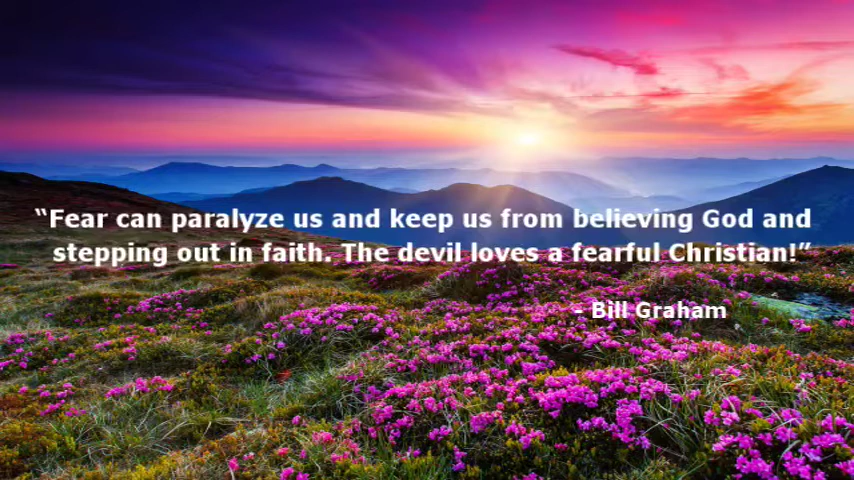 “Fear can paralyze us and keep us from believing God and
stepping out in faith. The devil loves a fearful Christian!”
- Bill Graham